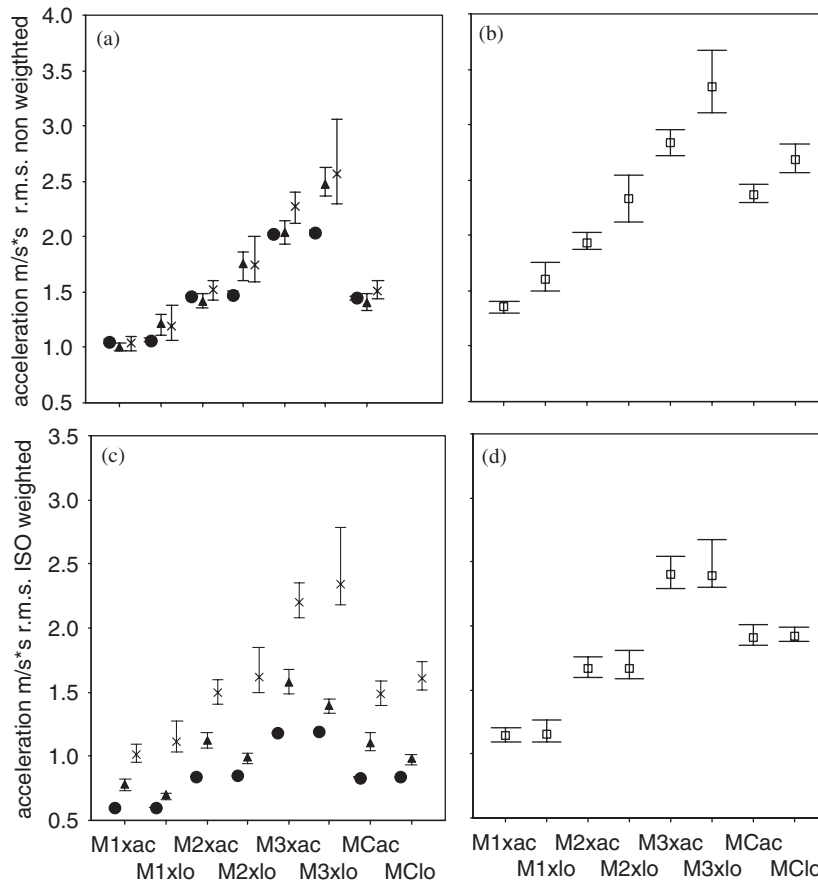 (a)
(b)
acceleration m/s*s r.m.s. non weigthted
4.0
3.5
3.0
2.5
2.0
1.5
1.0
0.5
(c)
(d)
acceleration m/s*s r.m.s. ISO weighted
3.5
3.0
2.5
2.0
1.5
1.0
0.5
M1xac M2xac M3xac MCac
M1xlo M2xlo M3xlo MClo
M1xac M2xac M3xac MCac
M1xlo M2xlo M3xlo MClo